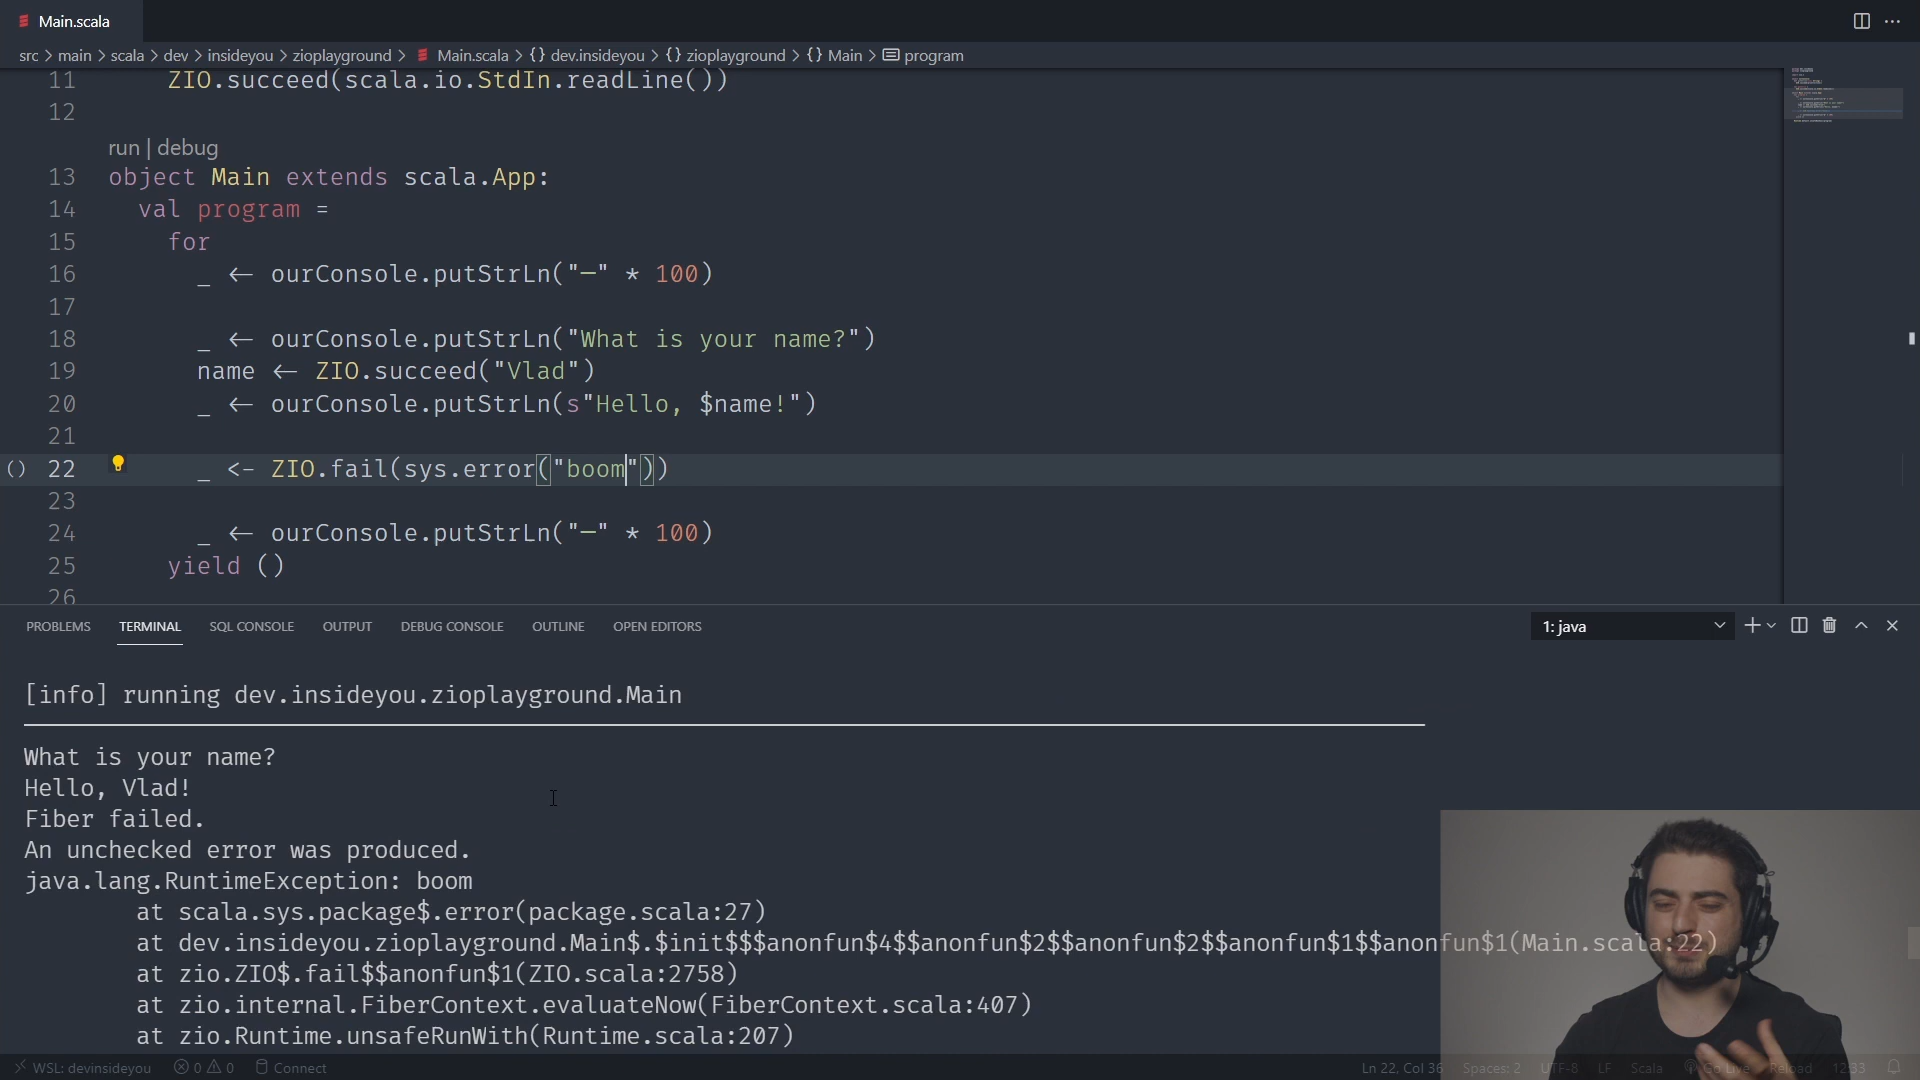 Main.scala
src > main > scala > dev > insideyou > zioplayground > Main.scala > {} dev.insideyou > {} zioplayground > {} Main > program
11 ZIO.succeed(scala.io.StdIn.readLine())
12
run | debug
13 object Main extends scala.App:
14 val program =
15 for
16 _ ← ourConsole.putStrLn("─" * 100)
17
18 _ ← ourConsole.putStrLn("What is your name?")
19 name ← ZIO.succeed("Vlad")
20 _ ← ourConsole.putStrLn(s"Hello, $name!")
21
() 22 _ <- ZIO.fail(sys.error("boom"))
23
24 _ ← ourConsole.putStrLn("─" * 100)
25 yield ()
26
PROBLEMS TERMINAL SQL CONSOLE OUTPUT DEBUG CONSOLE OUTLINE OPEN EDITORS 1: java
[info] running dev.insideyou.zioplayground.Main
What is your name?
Hello, Vlad!
Fiber failed.
An unchecked error was produced.
java.lang.RuntimeException: boom
at scala.sys.package$.error(package.scala:27)
at dev.insideyou.zioplayground.Main$.$init$$$anonfun$4$$anonfun$2$$anonfun$2$$anonfun$1$$anonfun$1(Main.scala:22)
at zio.ZIO$.fail$$anonfun$1(ZIO.scala:2758)
at zio.internal.FiberContext.evaluateNow(FiberContext.scala:407)
at zio.Runtime.unsafeRunWith(Runtime.scala:207)
WSL: devinsideyou 0 0 Connect Ln 22, Col 36 Spaces: 2 UTF-8 LF Scala Go Live Reload 12:33